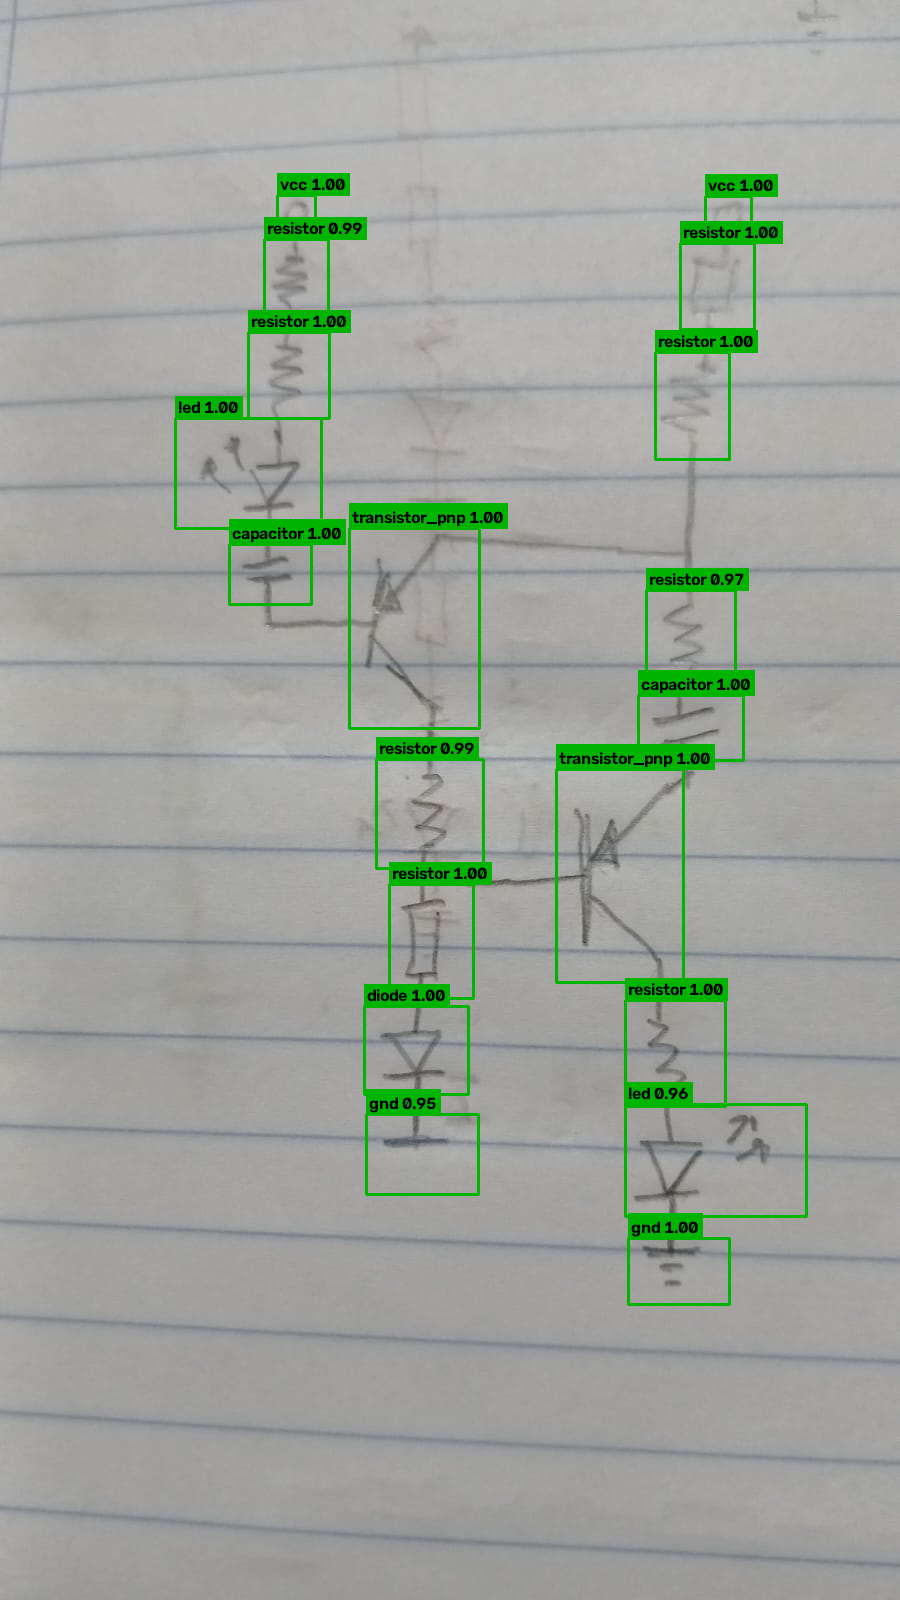 vcc 1.00
vcc 1.00
resistor 0.99
resistor 1.00
resistor 1.00
resistor 1.00
led 1.00
transistor_pnp 1.00
capacitor 1.00
resistor 0.97
capacitor 1.00
resistor 0.99
transistor_pnp 1.00
resistor 1.00
diode 1.00
resistor 1.00
led 0.96
gnd 0.95
gnd 1.00